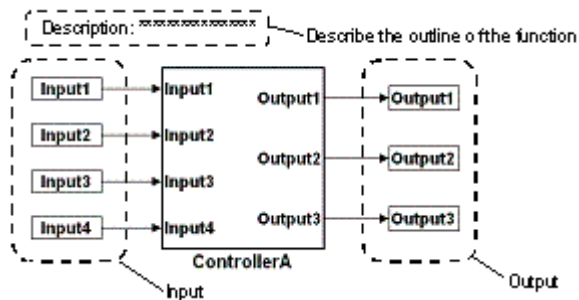 Description: **************
Describe the outline of the function
Input1 Input1 Output1 Output1
Input2 Input2
Output2 Output2
Input3 Input3
Input4 Input4 Output3 Output3
ControllerA
Input
Output